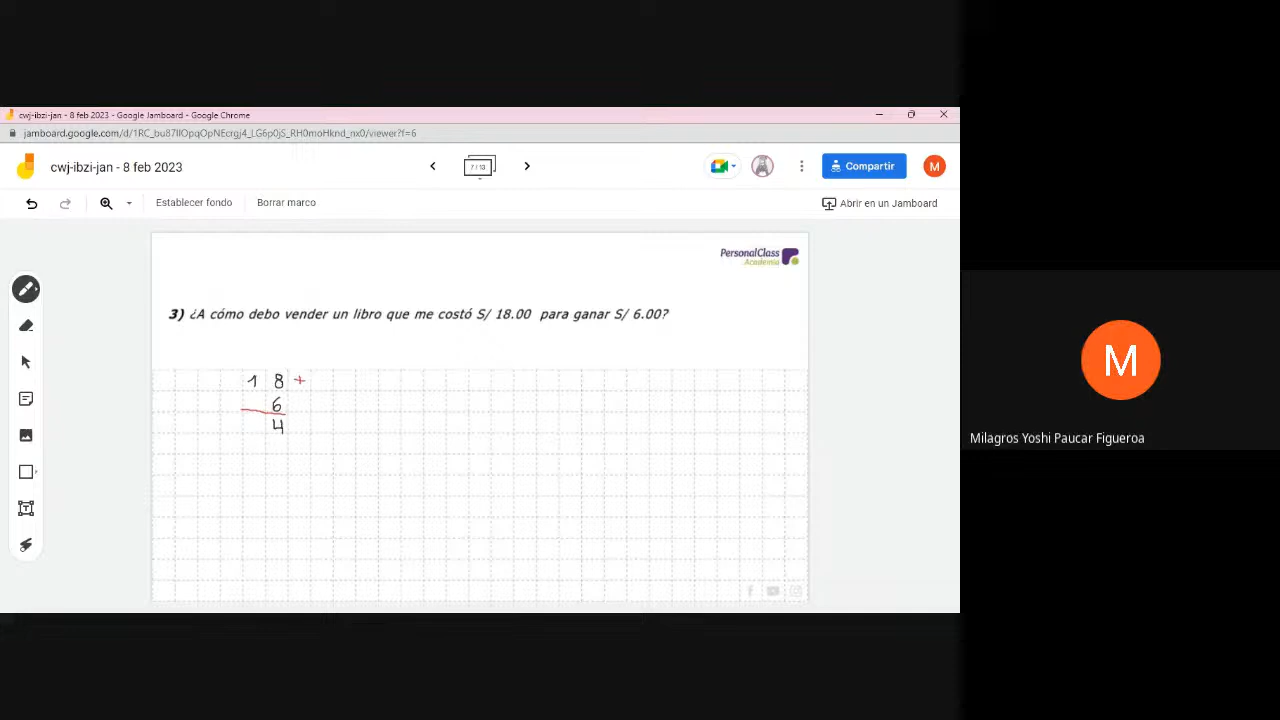 cwj-ibzi-jan - 8 feb 2023 - Google Jamboard - Google Chrome
cwj-ibzi-jan - 8 feb 2023
7 / 13
Compartir
M
Establecer fondo
Borrar marco
Abrir en un Jamboard
PersonalClass
Academia
3) ¿A cómo debo vender un libro que me costó S/ 18.00 para ganar S/ 6.00?
1 8 +
6
4
M
Milagros Yoshi Paucar Figueroa